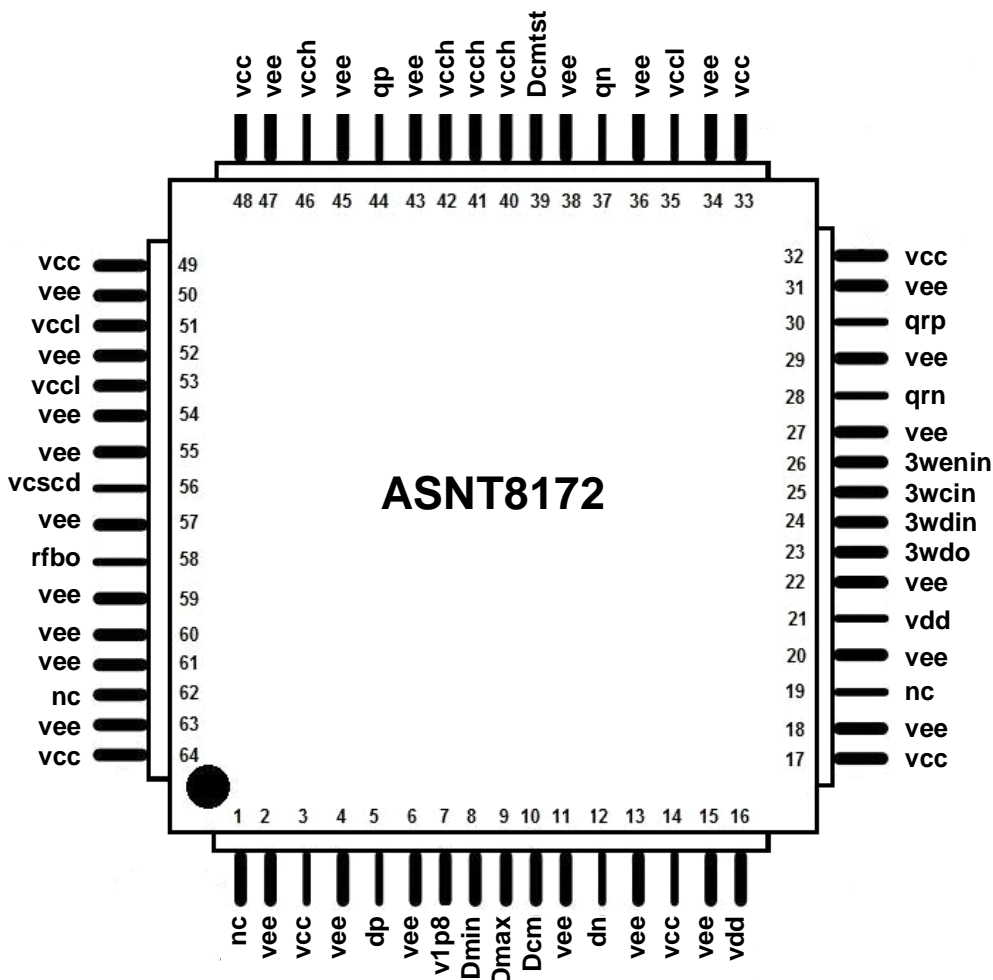 vcc vee vcch vee qp vee vcch vcch vcch Dcmtst vee qn vee vccl vee vcc
48 47 46 45 44 43 42 41 40 39 38 37 36 35 34 33
vcc 49
vee 50
vccl 51
vee 52
vccl 53
vee 54
vee 55
vcscd 56
vee 57
rfbo 58
vee 59
vee 60
vee 61
nc 62
vee 63
vcc 64
ASNT8172
32 vcc
31 vee
30 qrp
29 vee
28 qrn
27 vee
26 3wenin
25 3wcin
24 3wdin
23 3wdo
22 vee
21 vdd
20 vee
19 nc
18 vee
17 vcc
1 2 3 4 5 6 7 8 9 10 11 12 13 14 15 16
nc vee vcc vee dp vee v1p8 Dmin Dmax Dcm vee dn vee vcc vee vdd